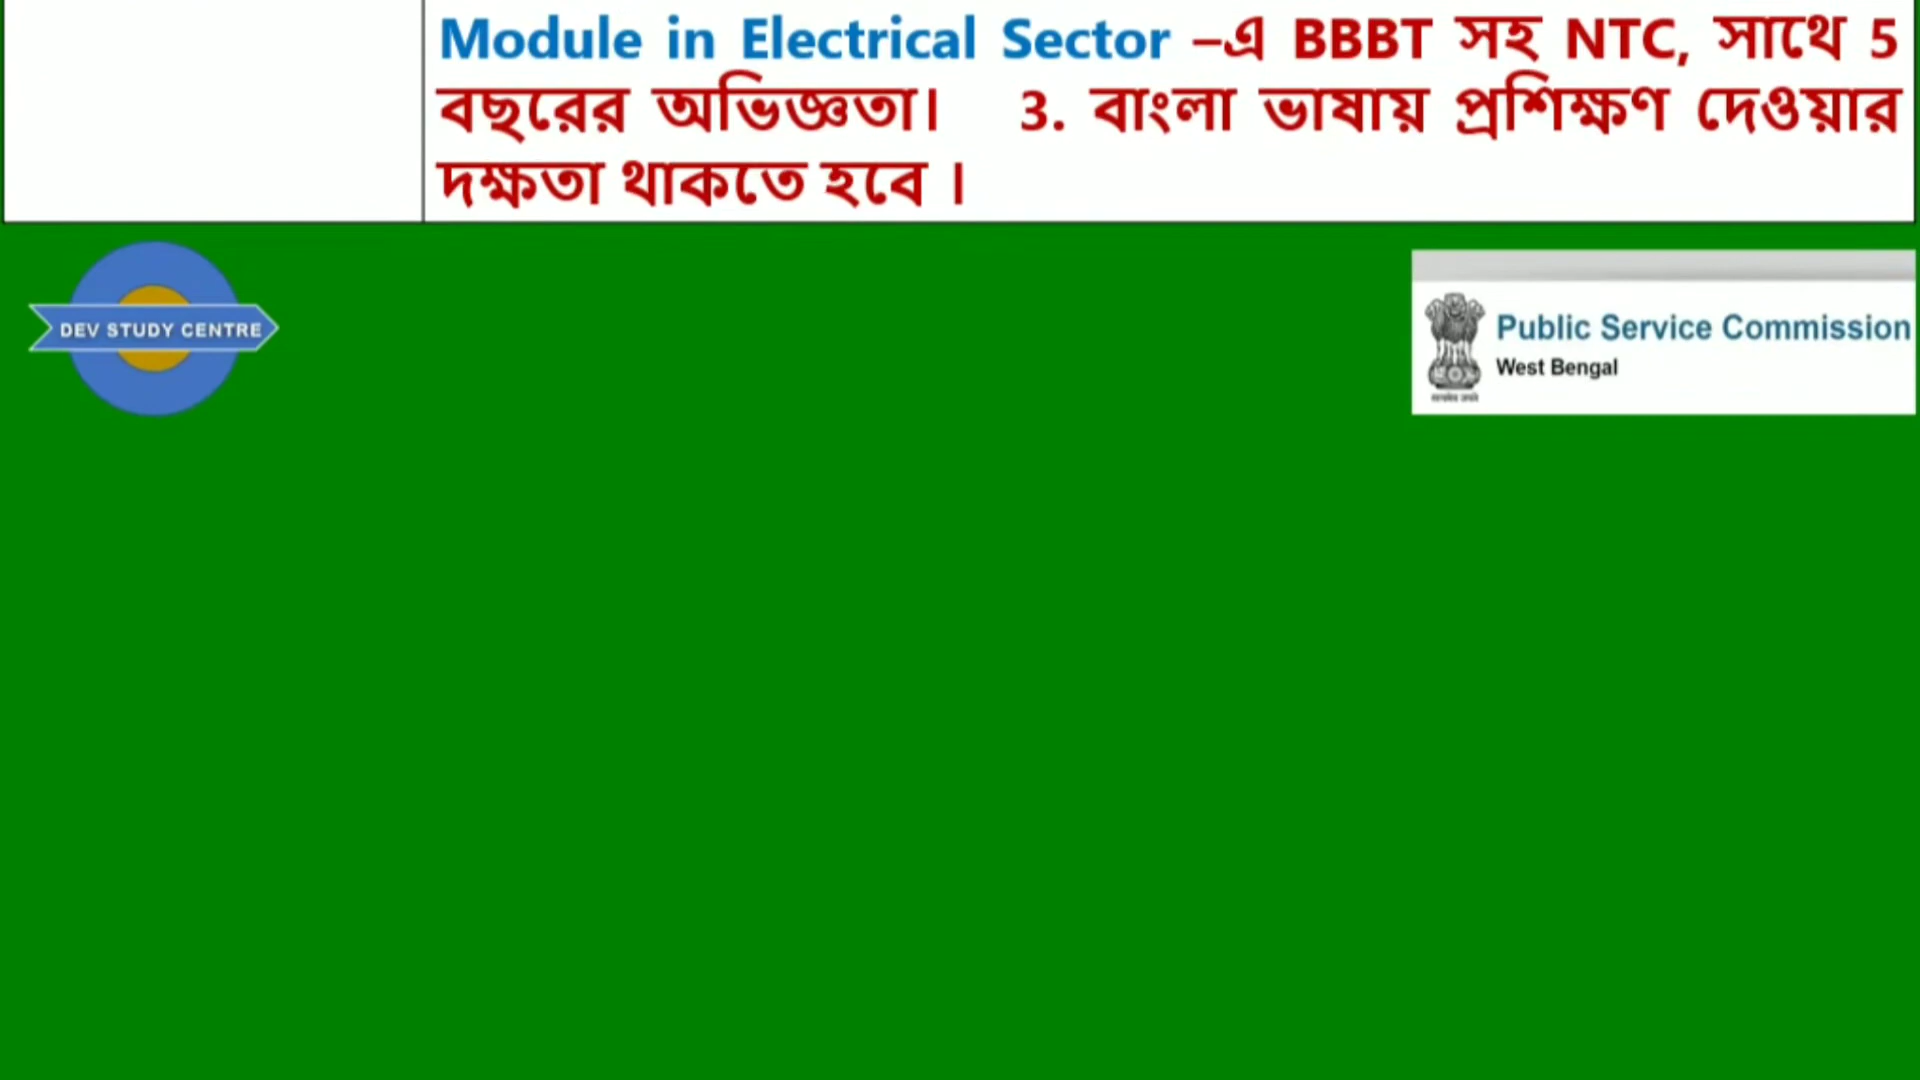 Module in Electrical Sector –এ BBBT সহ NTC, সাথে 5
বছরের অভিজ্ঞতা। 3. বাংলা ভাষায় প্রশিক্ষণ দেওয়ার
দক্ষতা থাকতে হবে ।
DEV STUDY CENTRE
Public Service Commission
West Bengal